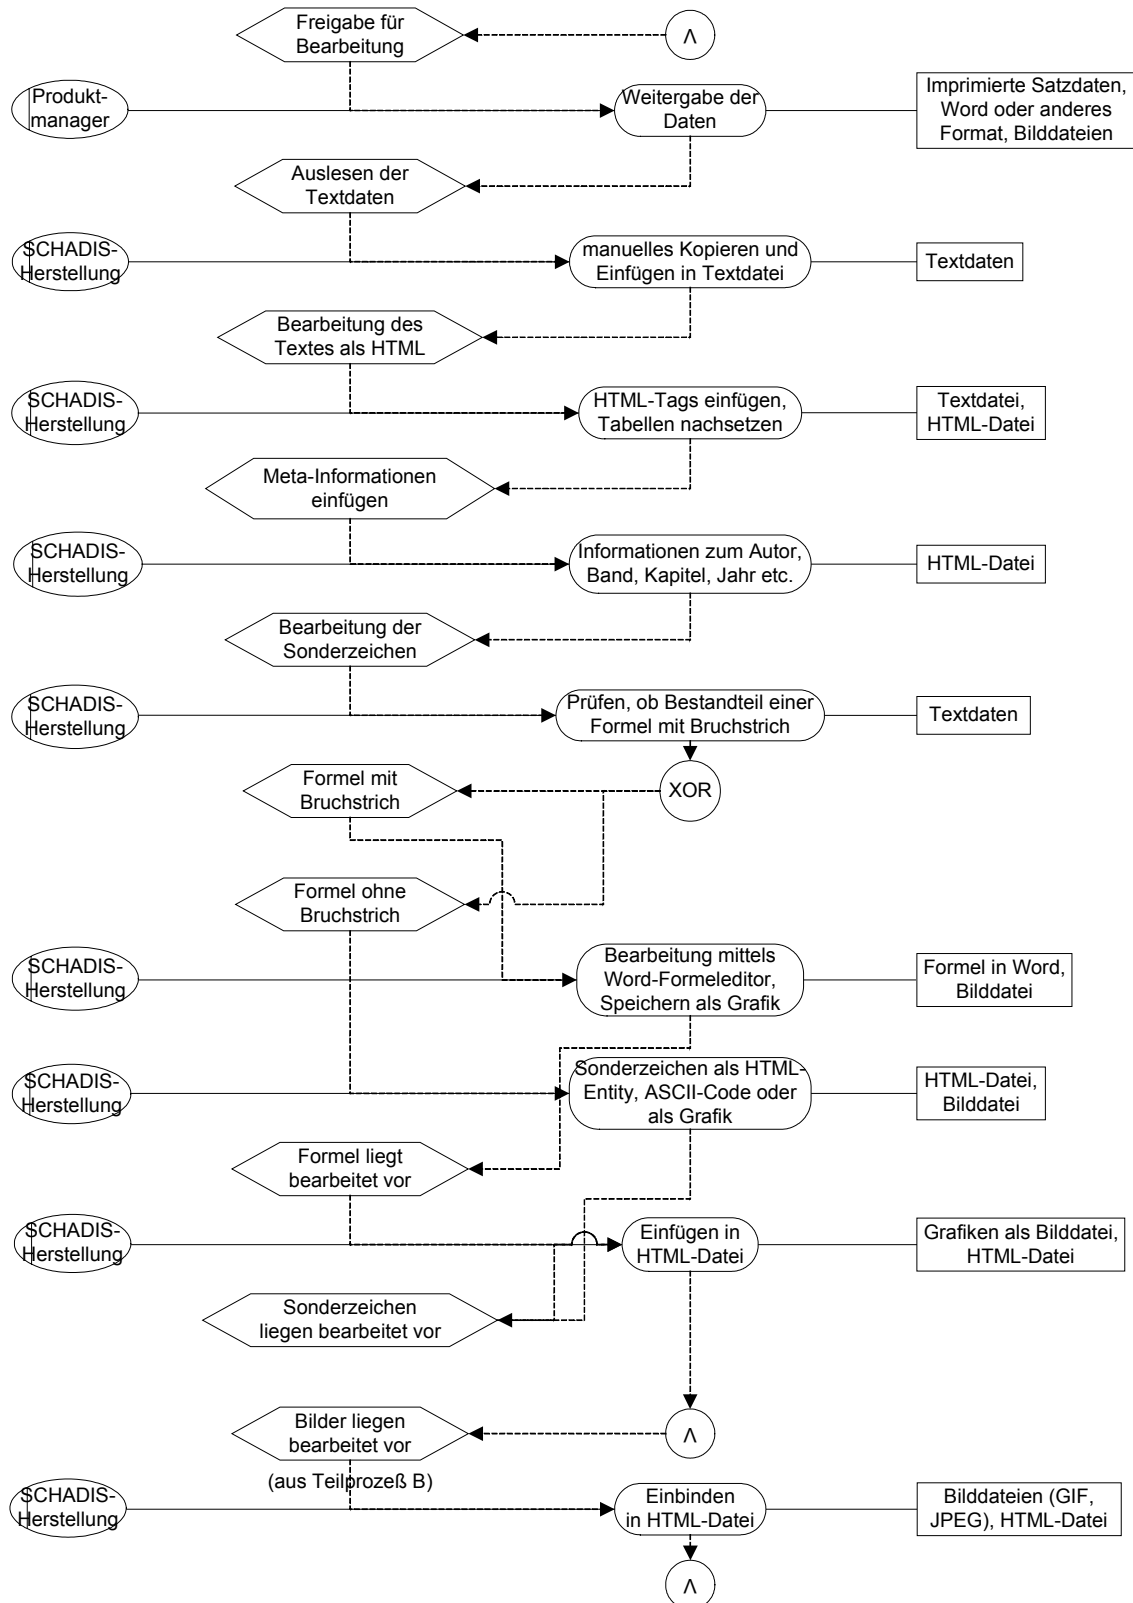 Freigabe für
Bearbeitung
Λ
Produkt-
manager
Weitergabe der
Daten
Imprimierte Satzdaten,
Word oder anderes
Format, Bilddateien
Auslesen der
Textdaten
SCHADIS-
Herstellung
manuelles Kopieren und
Einfügen in Textdatei
Textdaten
Bearbeitung des
Textes als HTML
SCHADIS-
Herstellung
HTML-Tags einfügen,
Tabellen nachsetzen
Textdatei,
HTML-Datei
Meta-Informationen
einfügen
SCHADIS-
Herstellung
Informationen zum Autor,
Band, Kapitel, Jahr etc.
HTML-Datei
Bearbeitung der
Sonderzeichen
SCHADIS-
Herstellung
Prüfen, ob Bestandteil einer
Formel mit Bruchstrich
Textdaten
Formel mit
Bruchstrich
XOR
Formel ohne
Bruchstrich
SCHADIS-
Herstellung
Bearbeitung mittels
Word-Formeleditor,
Speichern als Grafik
Formel in Word,
Bilddatei
SCHADIS-
Herstellung
Sonderzeichen als HTML-
Entity, ASCII-Code oder
als Grafik
HTML-Datei,
Bilddatei
Formel liegt
bearbeitet vor
SCHADIS-
Herstellung
Einfügen in
HTML-Datei
Grafiken als Bilddatei,
HTML-Datei
Sonderzeichen
liegen bearbeitet vor
Bilder liegen
bearbeitet vor
(aus Teilprozeß B)
Λ
SCHADIS-
Herstellung
Einbinden
in HTML-Datei
Bilddateien (GIF,
JPEG), HTML-Datei
Λ